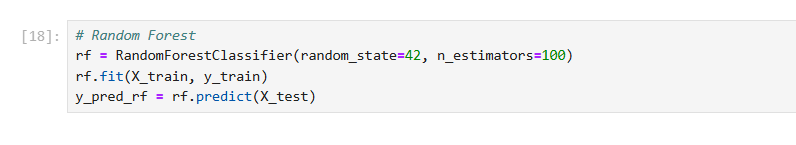 [18]:
# Random Forest
rf = RandomForestClassifier(random_state=42, n_estimators=100)
rf.fit(X_train, y_train)
y_pred_rf = rf.predict(X_test)